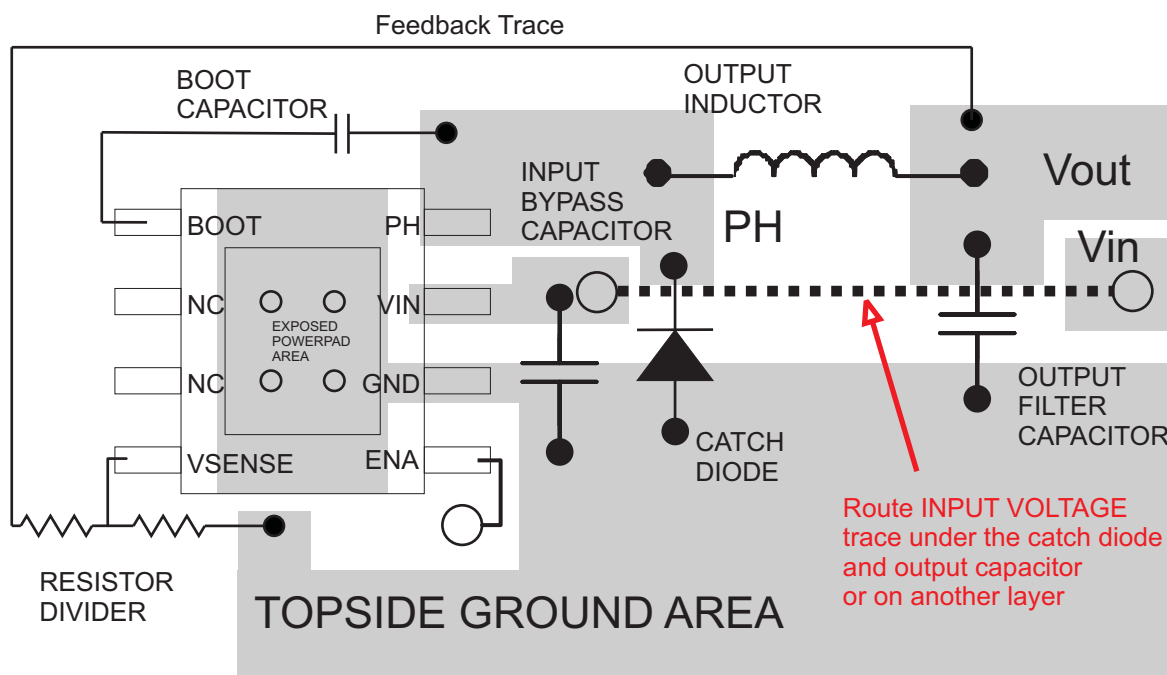 Feedback Trace
BOOT
CAPACITOR
OUTPUT
INDUCTOR
INPUT
BYPASS
CAPACITOR
Vout
PH
Vin
BOOT
PH
NC
VIN
EXPOSED
POWERPAD
AREA
NC
GND
VSENSE
ENA
CATCH
DIODE
OUTPUT
FILTER
CAPACITOR
Route INPUT VOLTAGE
trace under the catch diode
and output capacitor
or on another layer
RESISTOR
DIVIDER
TOPSIDE GROUND AREA